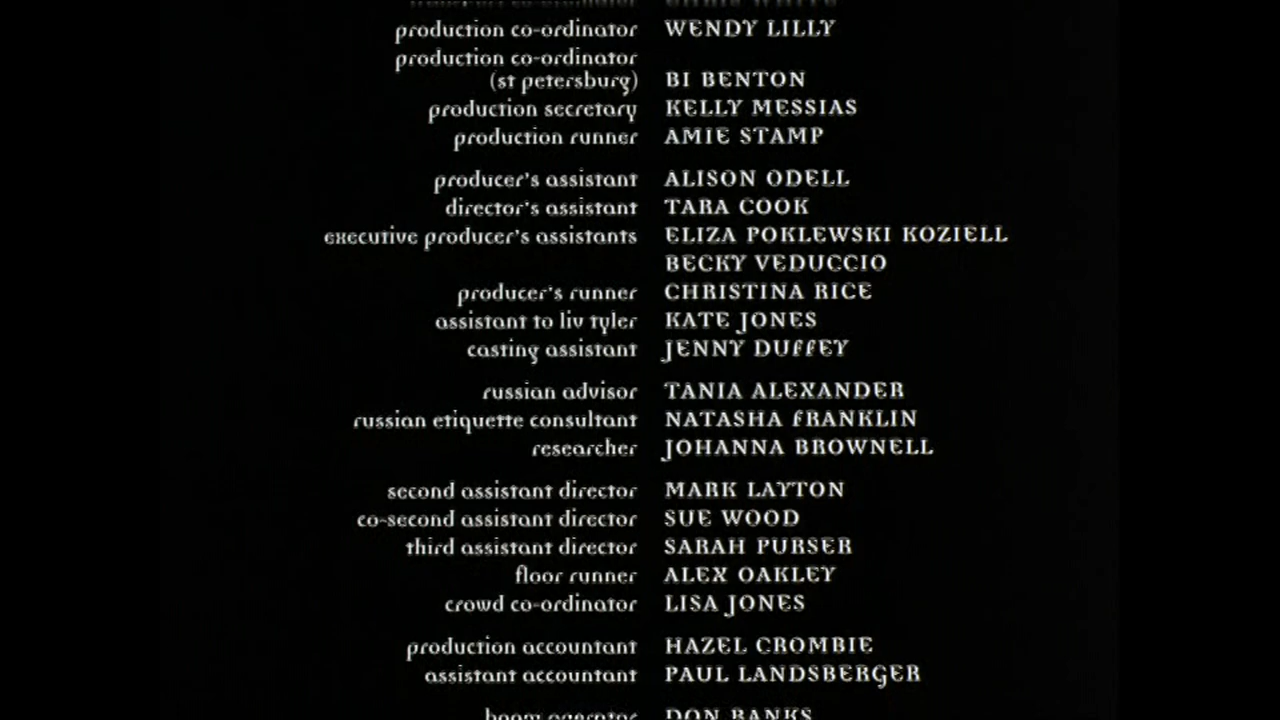 production co-ordinator WENDY LILLY
production co-ordinator
(st petersburg) BI BENTON
production secretary KELLY MESSIAS
production runner AMIE STAMP
producer's assistant ALISON ODELL
director's assistant TARA COOK
executive producer's assistants ELIZA POKLEWSKI KOZIELL
BECKY VEDUCCIO
producer's runner CHRISTINA RICE
assistant to liv tyler KATE JONES
casting assistant JENNY DUFFEY
russian advisor TANIA ALEXANDER
russian etiquette consultant NATASHA FRANKLIN
researcher JOHANNA BROWNELL
second assistant director MARK LAYTON
co-second assistant director SUE WOOD
third assistant director SARAH PURSER
floor runner ALEX OAKLEY
crowd co-ordinator LISA JONES
production accountant HAZEL CROMBIE
assistant accountant PAUL LANDSBERGER
boom operator DON BANKS